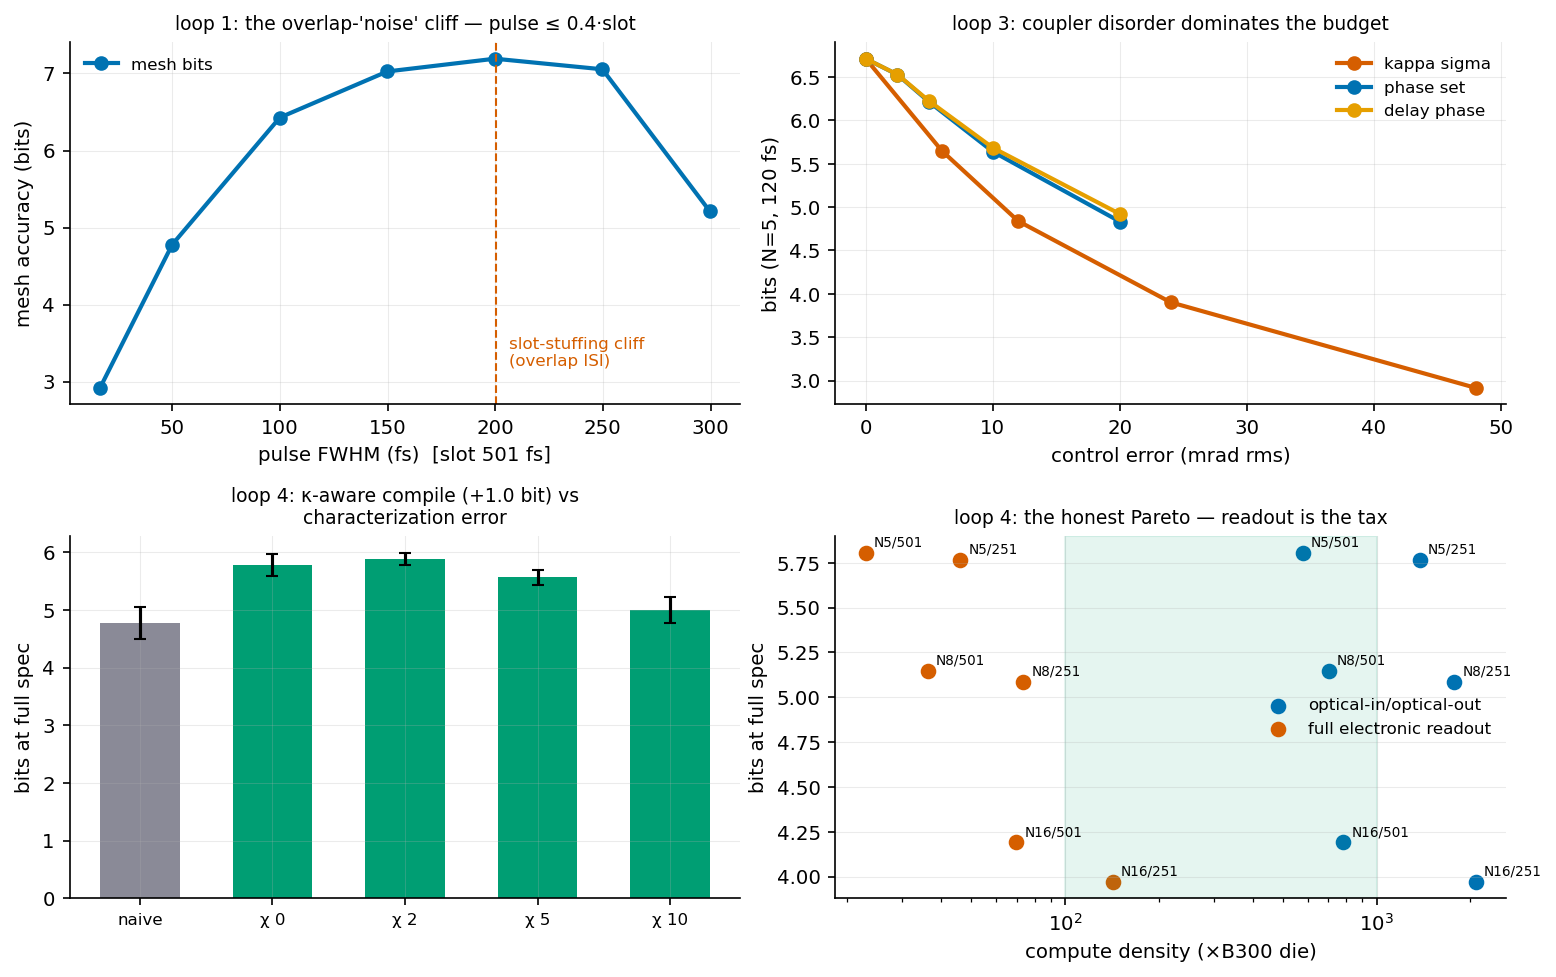 loop 1: the overlap-'noise' cliff — pulse ≤ 0.4·slot
mesh bits
mesh accuracy (bits)
7
6
5
4
3
slot-stuffing cliff
(overlap ISI)
50
100
150
200
250
300
pulse FWHM (fs)  [slot 501 fs]
loop 3: coupler disorder dominates the budget
kappa sigma
phase set
delay phase
bits (N=5, 120 fs)
6.5
6.0
5.5
5.0
4.5
4.0
3.5
3.0
0
10
20
30
40
50
control error (mrad rms)
loop 4: κ-aware compile (+1.0 bit) vs
characterization error
bits at full spec
6
5
4
3
2
1
0
naive
χ 0
χ 2
χ 5
χ 10
loop 4: the honest Pareto — readout is the tax
bits at full spec
5.75
5.50
5.25
5.00
4.75
4.50
4.25
4.00
N5/501
N5/251
N5/501
N5/251
N8/501
N8/251
N8/501
N8/251
optical-in/optical-out
full electronic readout
N16/501
N16/251
N16/501
N16/251
10²
10³
compute density (×B300 die)